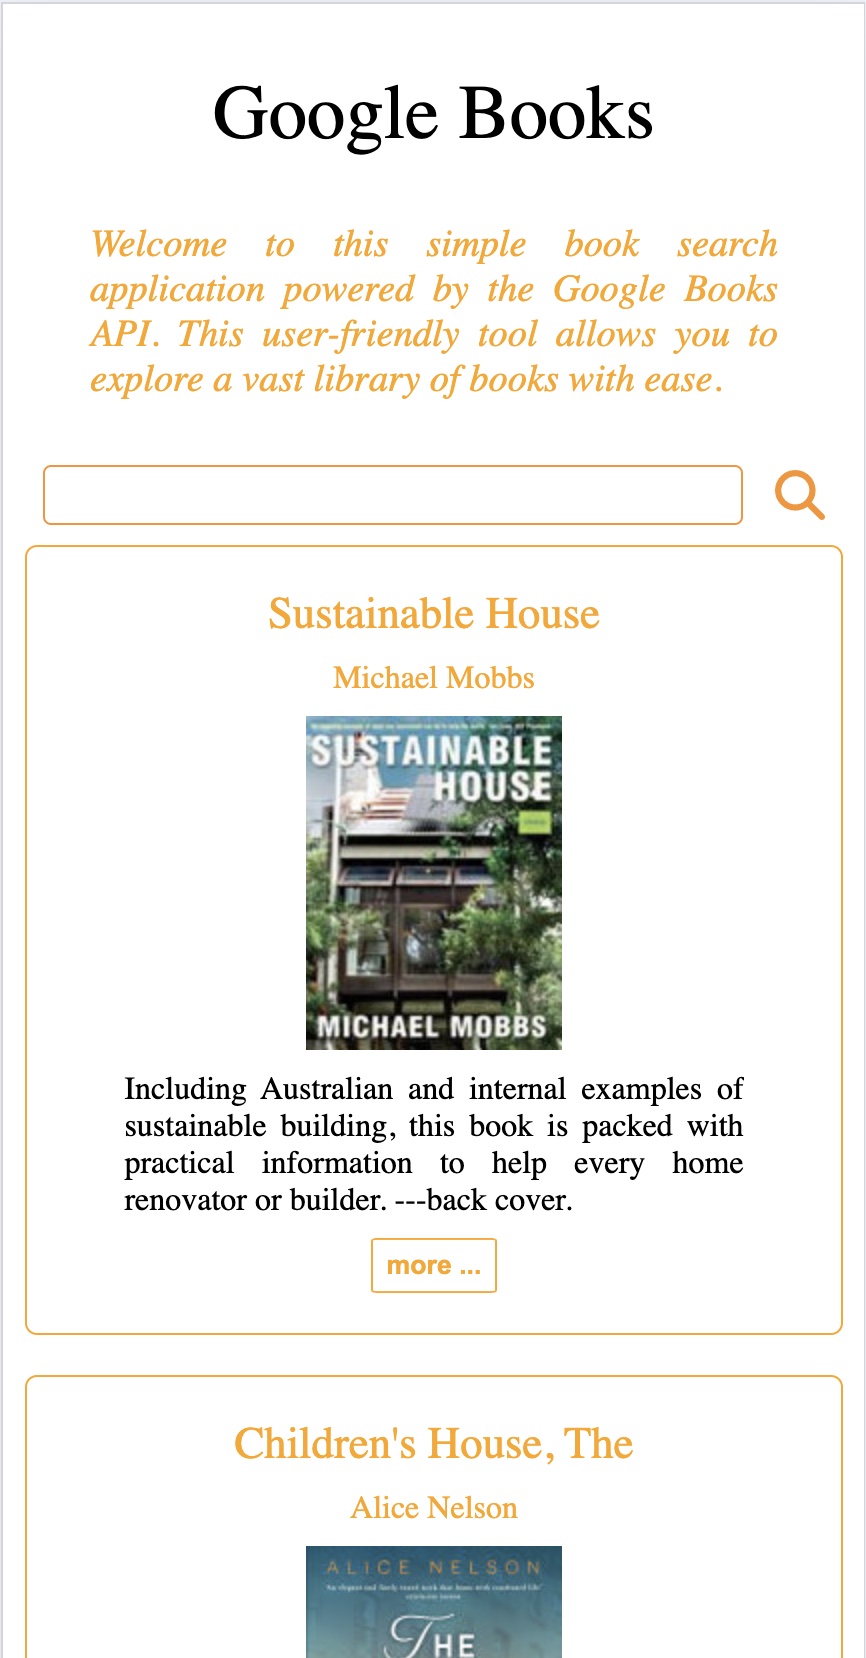 Google Books
Welcome to this simple book search
application powered by the Google Books
API. This user-friendly tool allows you to
explore a vast library of books with ease.
Sustainable House
Michael Mobbs
SUSTAINABLE
HOUSE
MICHAEL MOBBS
Including Australian and internal examples of
sustainable building, this book is packed with
practical information to help every home
renovator or builder. ---back cover.
more ...
Children's House, The
Alice Nelson
ALICE NELSON
THE